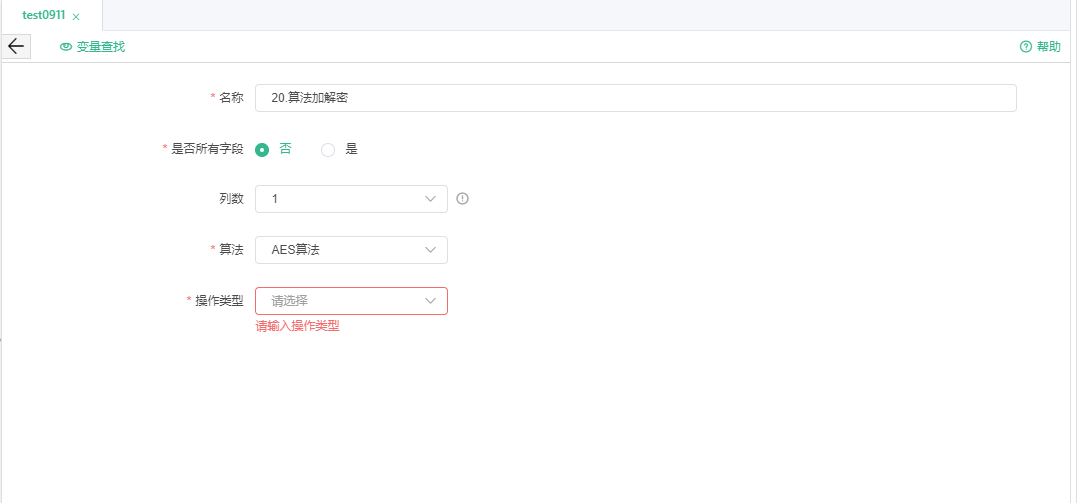 test0911
变量查找 帮助
* 名称 20.算法加解密
* 是否所有字段 否 是
列数 1
* 算法 AES算法
* 操作类型 请选择
请输入操作类型